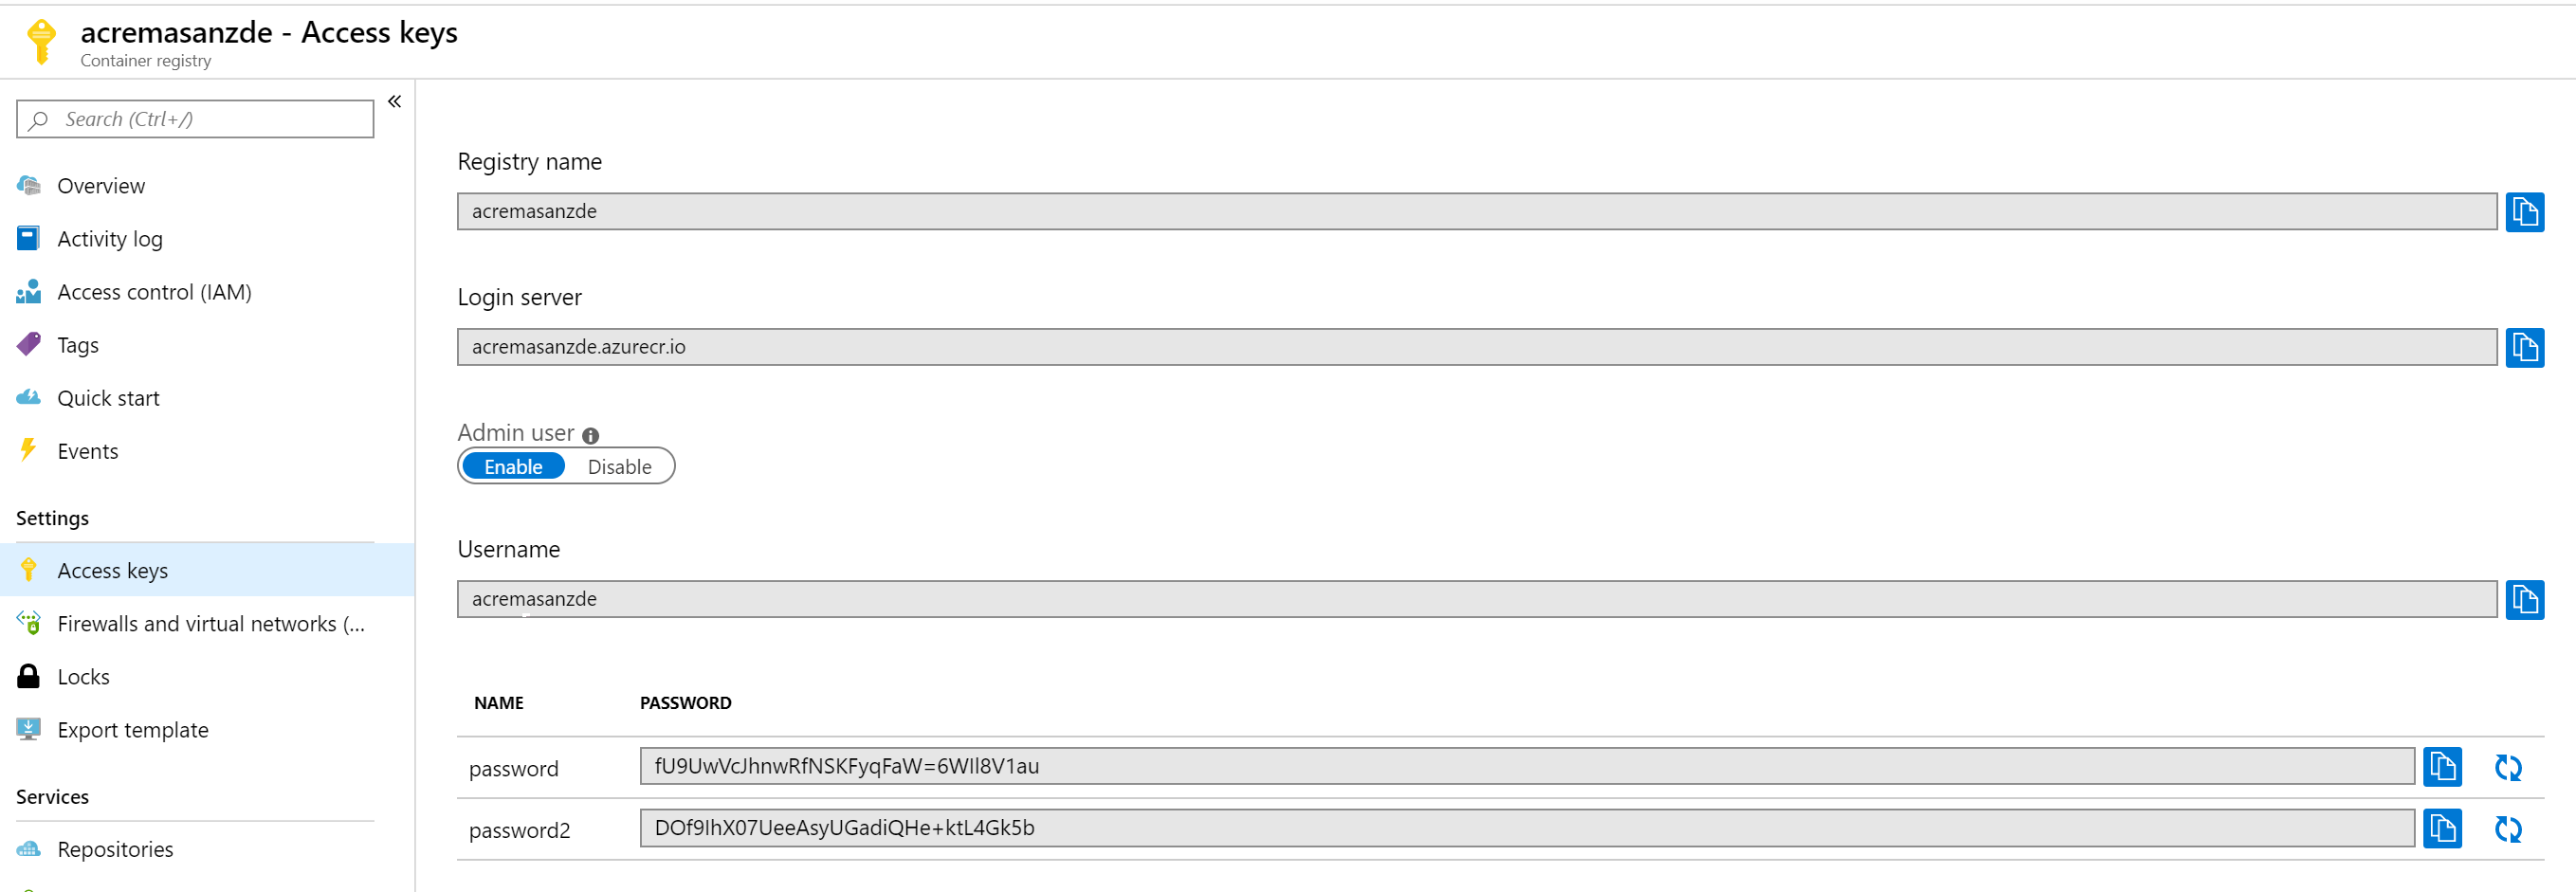 acremasanzde - Access keys
Container registry
Search (Ctrl+/)
Overview
Activity log
Access control (IAM)
Tags
Quick start
Events
Settings
Access keys
Firewalls and virtual networks (...
Locks
Export template
Services
Repositories
Registry name
acremasanzde
Login server
acremasanzde.azurecr.io
Admin user
Enable Disable
Username
acremasanzde
NAME PASSWORD
password fU9UwVcJhnwRfNSKFyqFaW=6WIl8V1au
password2 DOf9IhX07UeeAsyUGadiQHe+ktL4Gk5b